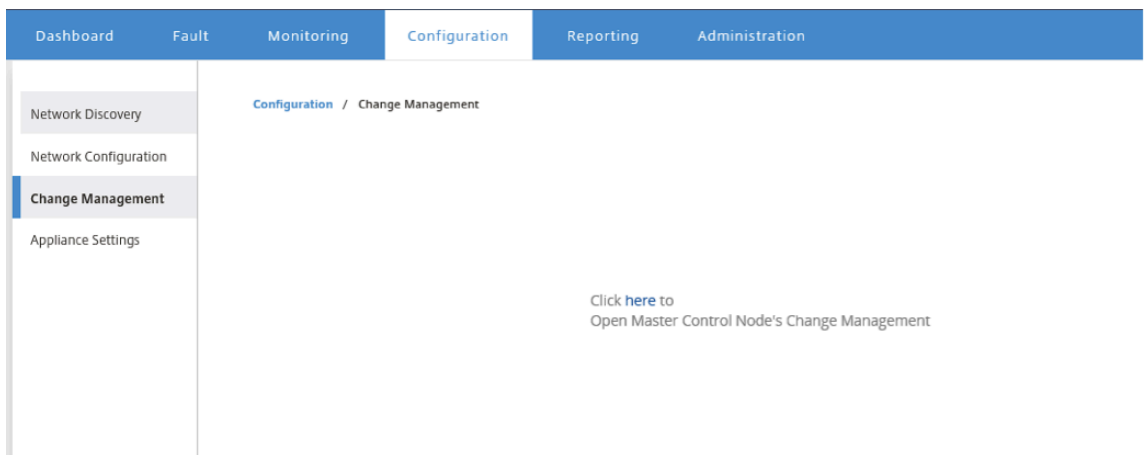 Dashboard Fault Monitoring Configuration Reporting Administration
Network Discovery
Network Configuration
Change Management
Appliance Settings
Configuration / Change Management
Click here to
Open Master Control Node's Change Management